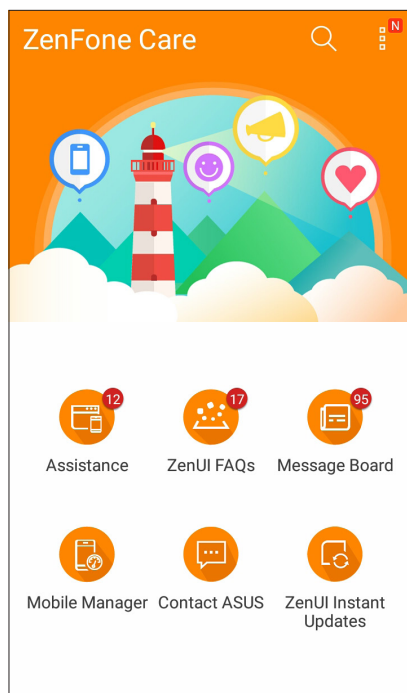 ZenFone Care
N
12
17
95
Assistance
ZenUI FAQs
Message Board
Mobile Manager
Contact ASUS
ZenUI Instant
Updates